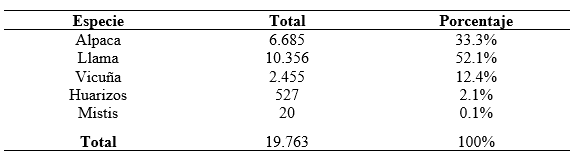 Especie Total Porcentaje
Alpaca 6.685 33.3%
Llama 10.356 52.1%
Vicuña 2.455 12.4%
Huarizos 527 2.1%
Mistis 20 0.1%
Total 19.763 100%